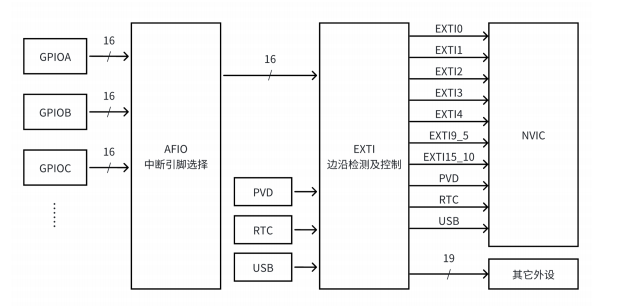 GPIOA
16
GPIOB
16
GPIOC
16
AFIO
中断引脚选择
16
PVD
RTC
USB
EXTI
边沿检测及控制
EXTI0
EXTI1
EXTI2
EXTI3
EXTI4
EXTI9_5
EXTI15_10
PVD
RTC
USB
19
NVIC
其它外设